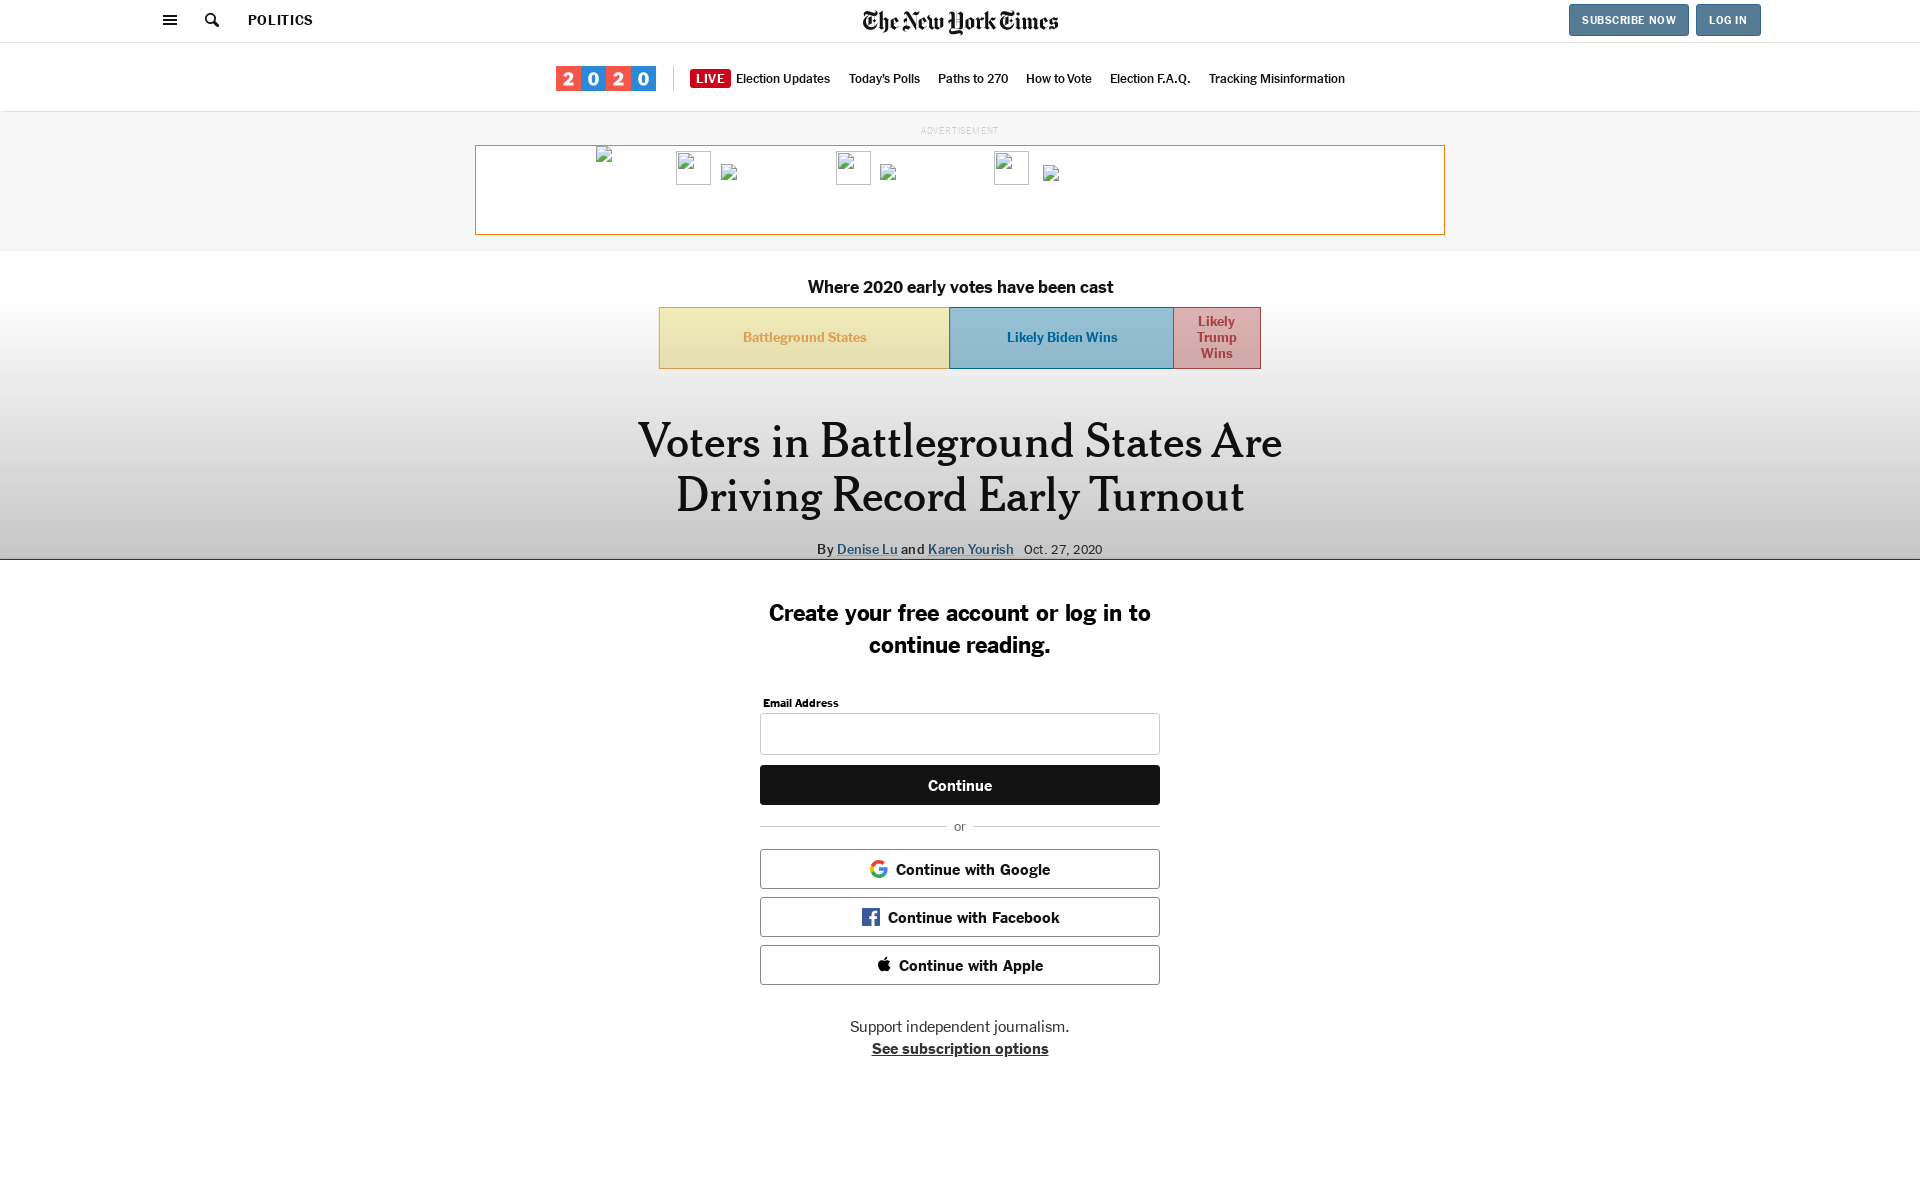 POLITICS
The New York Times
SUBSCRIBE NOW
LOG IN
2020
LIVE Election Updates
Today's Polls
Paths to 270
How to Vote
Election F.A.Q.
Tracking Misinformation
ADVERTISEMENT
Where 2020 early votes have been cast
Battleground States
Likely Biden Wins
Likely
Trump
Wins
Voters in Battleground States Are
Driving Record Early Turnout
By Denise Lu and Karen Yourish Oct. 27, 2020
Create your free account or log in to
continue reading.
Email Address
Continue
or
Continue with Google
Continue with Facebook
Continue with Apple
Support independent journalism.
See subscription options